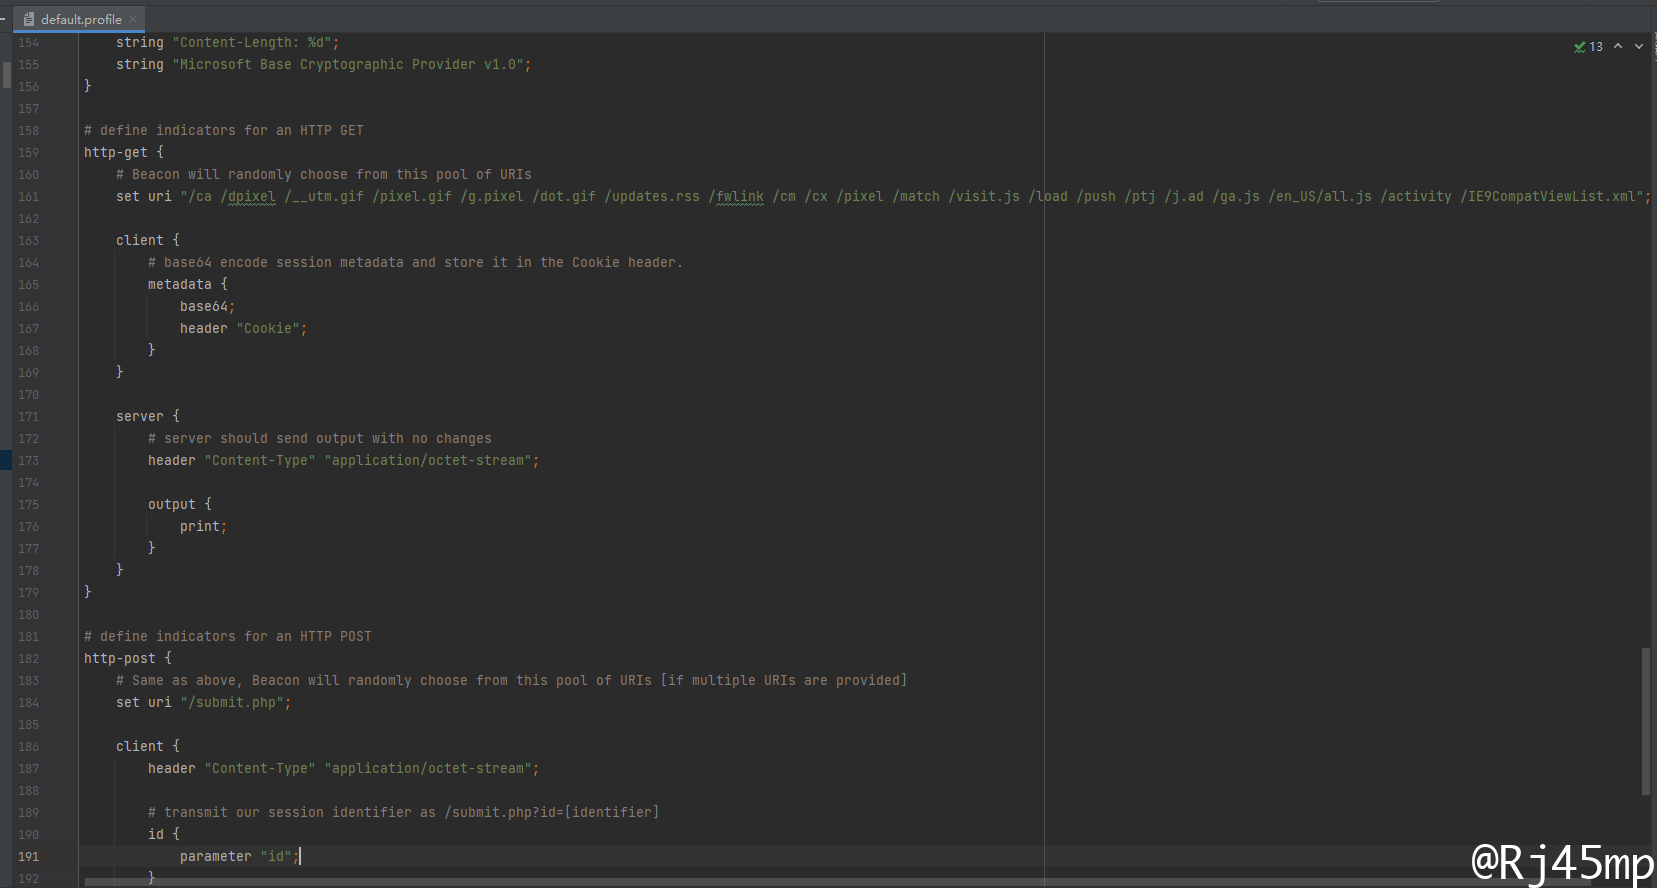 default.profile
13
154 string "Content-Length: %d";
155 string "Microsoft Base Cryptographic Provider v1.0";
156 }
157
158 # define indicators for an HTTP GET
159 http-get {
160 # Beacon will randomly choose from this pool of URIs
161 set uri "/ca /dpixel /__utm.gif /pixel.gif /g.pixel /dot.gif /updates.rss /fwlink /cm /cx /pixel /match /visit.js /load /push /ptj /j.ad /ga.js /en_US/all.js /activity /IE9CompatViewList.xml";
162
163 client {
164 # base64 encode session metadata and store it in the Cookie header.
165 metadata {
166 base64;
167 header "Cookie";
168 }
169 }
170
171 server {
172 # server should send output with no changes
173 header "Content-Type" "application/octet-stream";
174
175 output {
176 print;
177 }
178 }
179 }
180
181 # define indicators for an HTTP POST
182 http-post {
183 # Same as above, Beacon will randomly choose from this pool of URIs [if multiple URIs are provided]
184 set uri "/submit.php";
185
186 client {
187 header "Content-Type" "application/octet-stream";
188
189 # transmit our session identifier as /submit.php?id=[identifier]
190 id {
191 parameter "id";
192 }
@Rj45mp